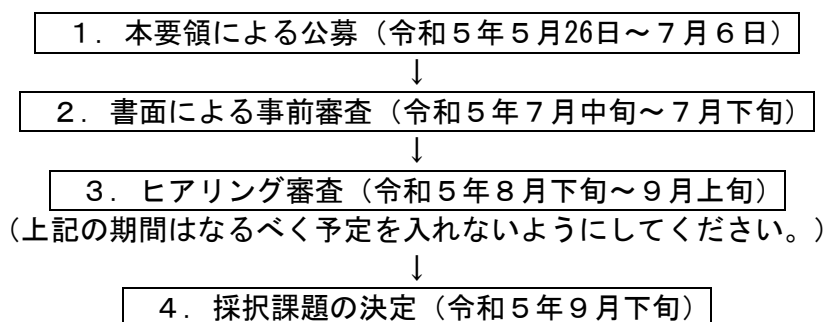 １．本要領による公募（令和５年５月26日～７月６日）
↓
２．書面による事前審査（令和５年７月中旬～７月下旬）
↓
３．ヒアリング審査（令和５年８月下旬～９月上旬）
（上記の期間はなるべく予定を入れないようにしてください。）
↓
４．採択課題の決定（令和５年９月下旬）